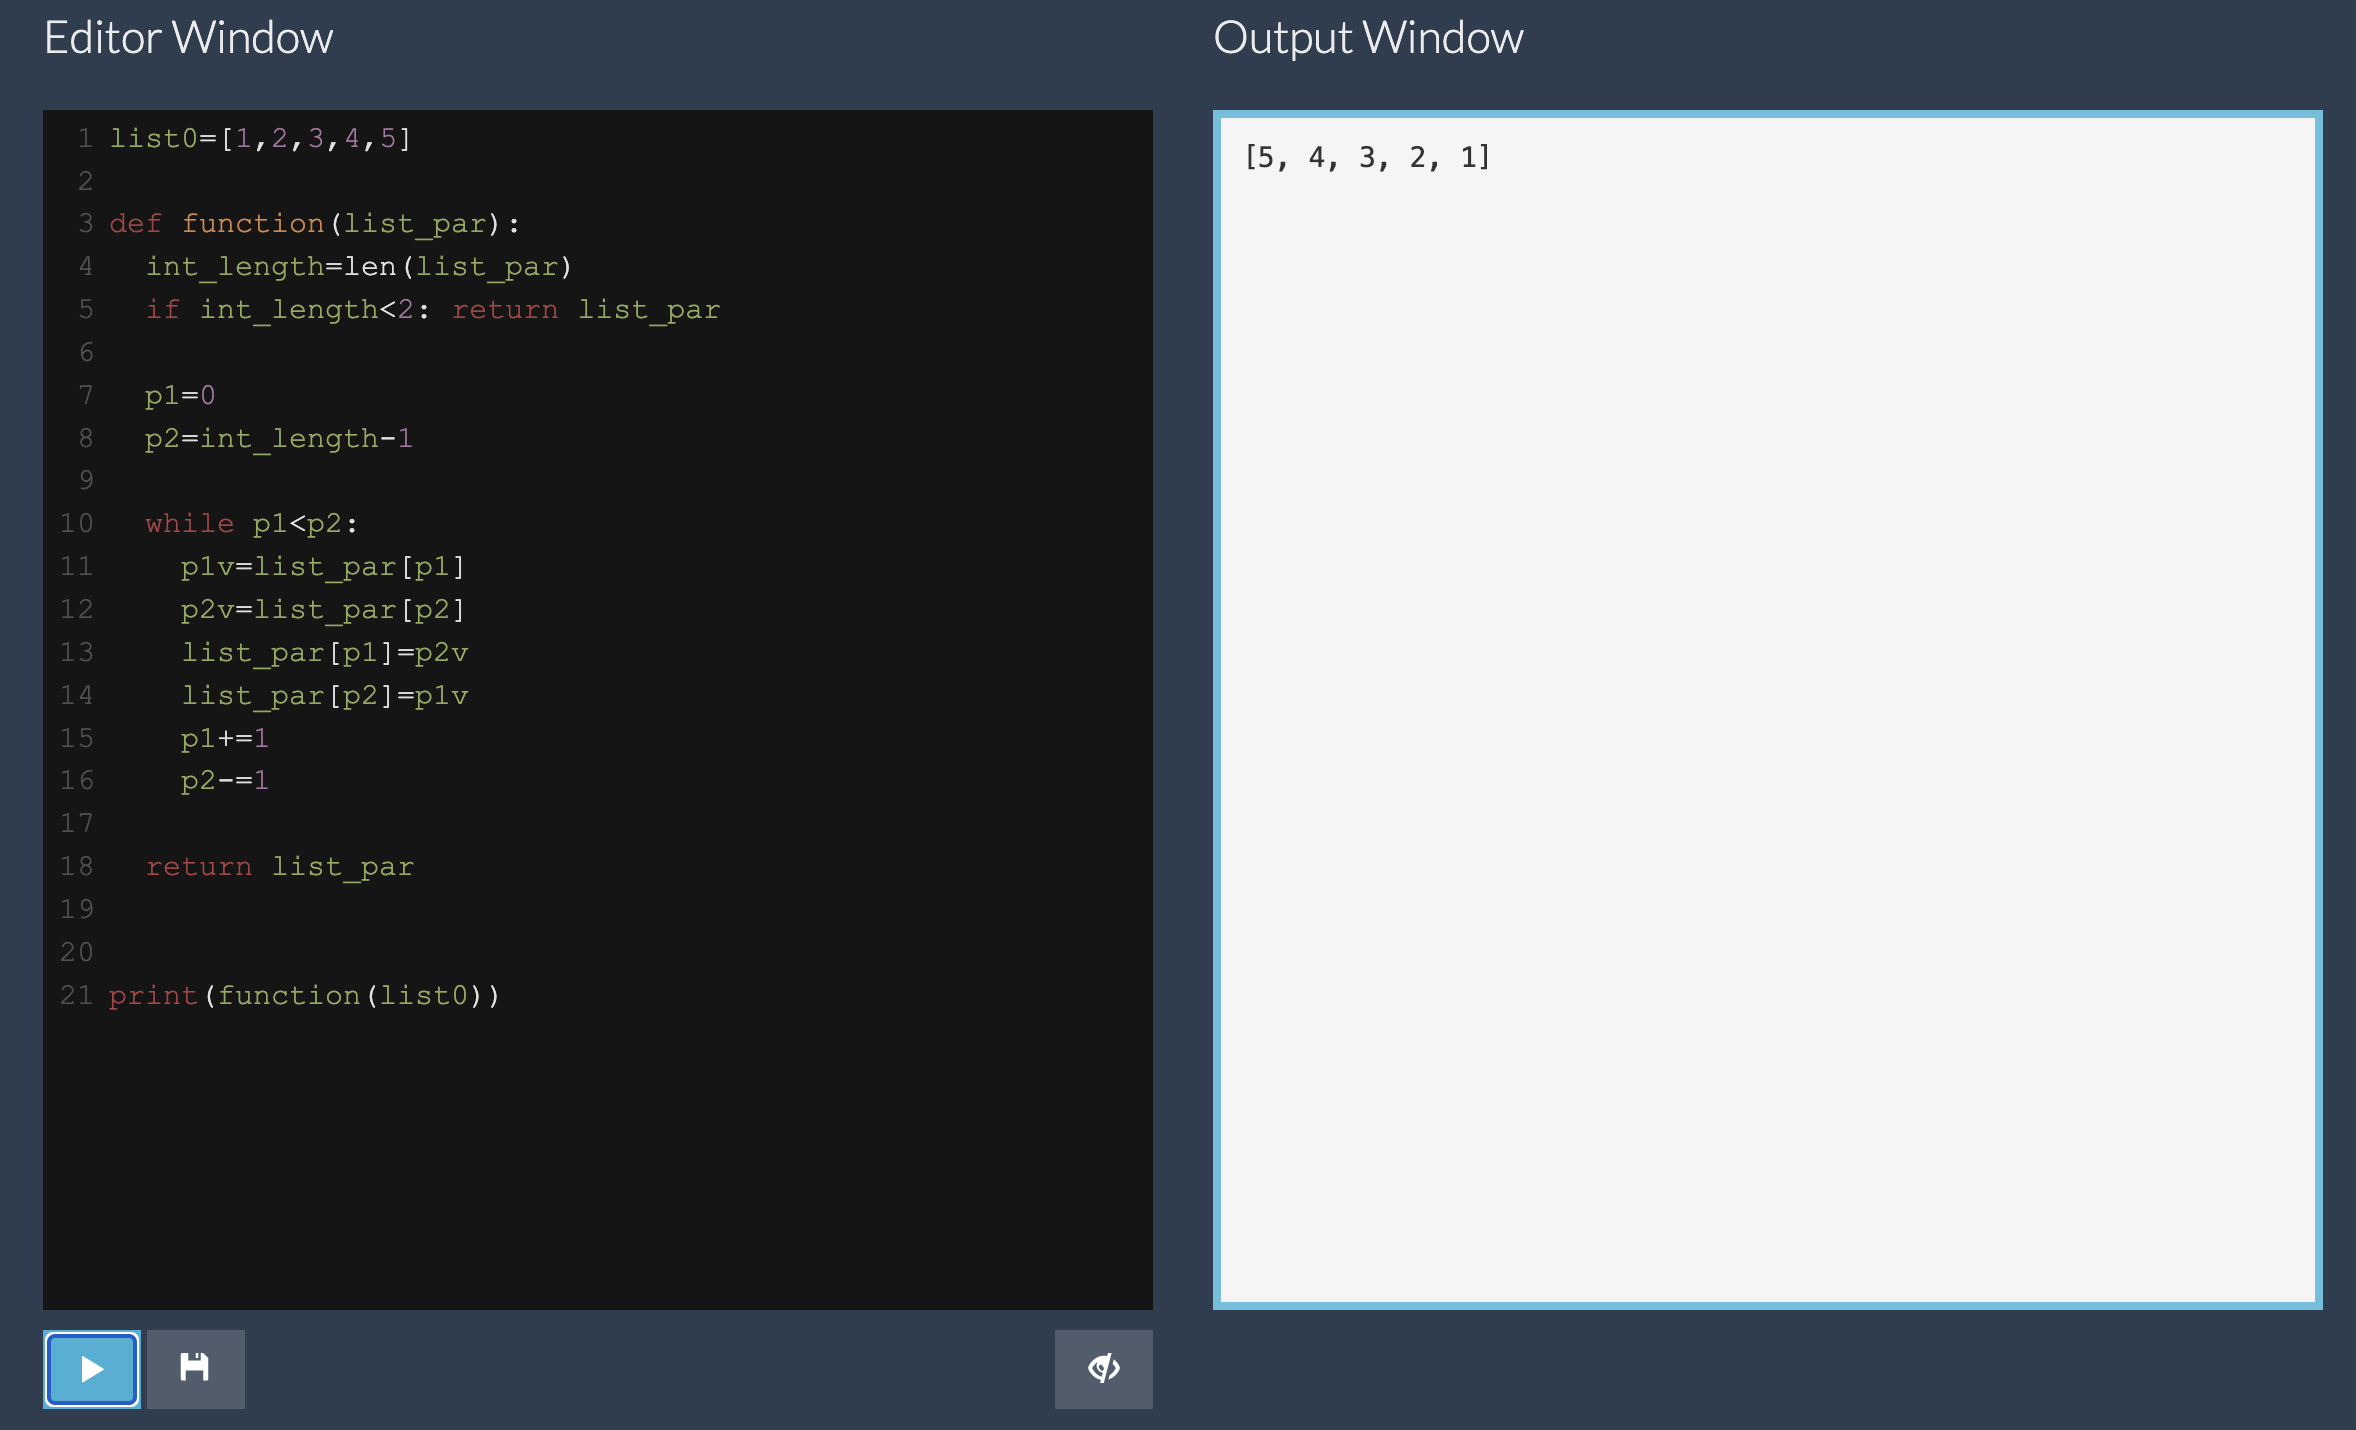 Editor Window
1 list0=[1,2,3,4,5]
2
3 def function(list_par):
4   int_length=len(list_par)
5   if int_length<2: return list_par
6
7   p1=0
8   p2=int_length-1
9
10   while p1<p2:
11     p1v=list_par[p1]
12     p2v=list_par[p2]
13     list_par[p1]=p2v
14     list_par[p2]=p1v
15     p1+=1
16     p2-=1
17
18   return list_par
19
20
21 print(function(list0))
Output Window
[5, 4, 3, 2, 1]